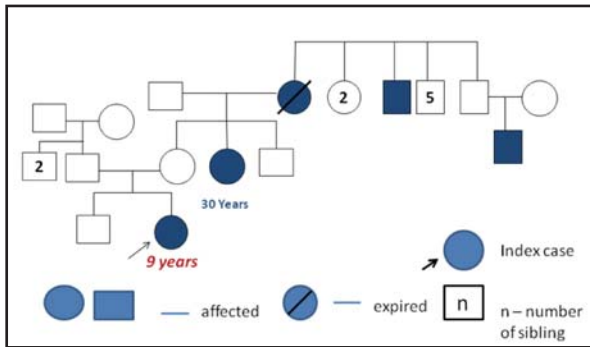 2
5
2
30 Years
9 years
Index case
affected
expired
n
n – number
of sibling